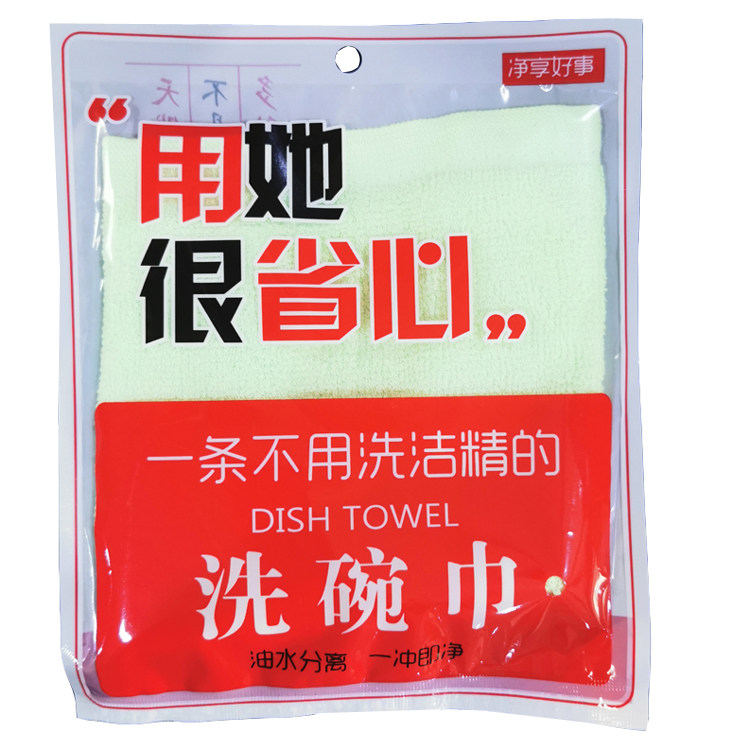 净享好事
“用她
很省心”
一条不用洗洁精的
DISH TOWEL
洗碗巾
油水分离 一冲即净